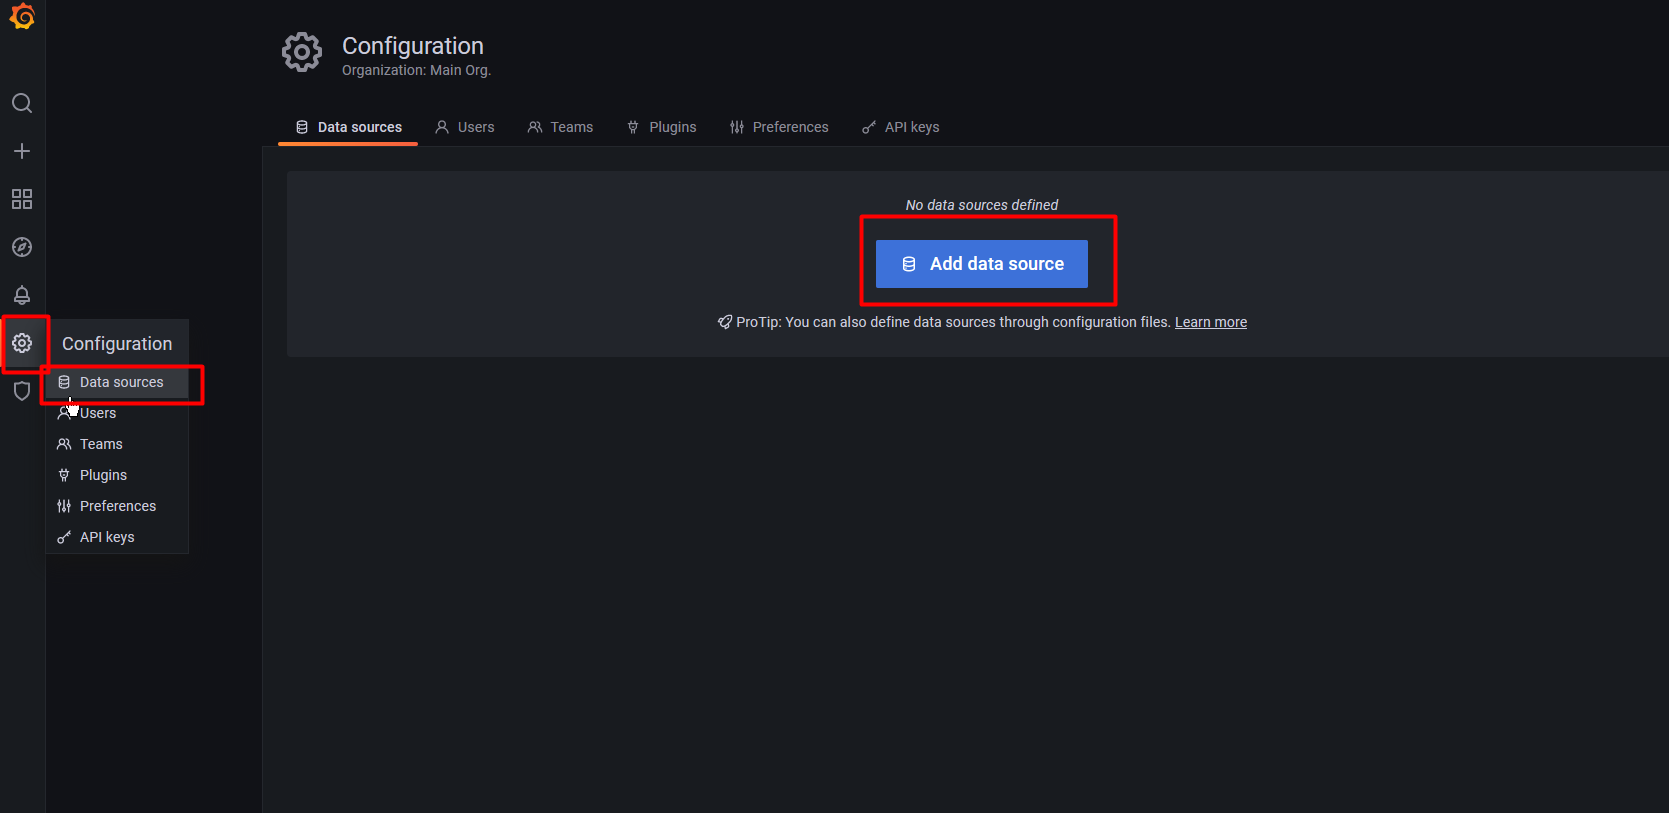 Configuration
Organization: Main Org.
Data sources Users Teams Plugins Preferences API keys
No data sources defined
Add data source
ProTip: You can also define data sources through configuration files. Learn more
Configuration
Data sources
Users
Teams
Plugins
Preferences
API keys